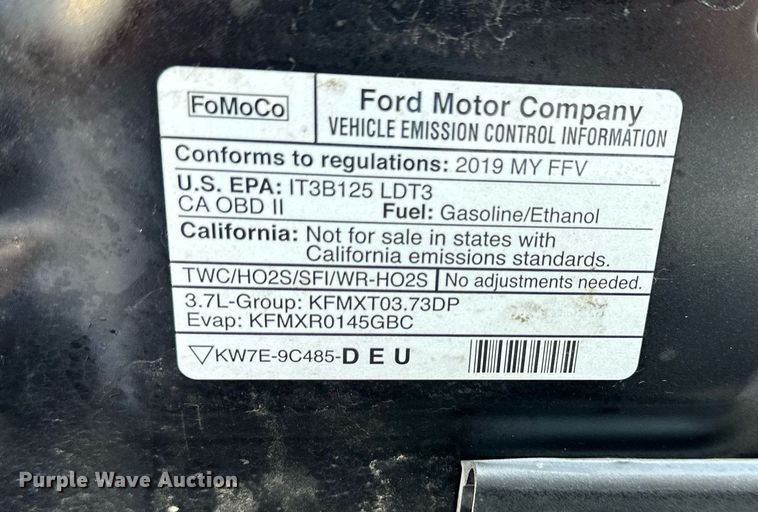 FoMoCo
Ford Motor Company
VEHICLE EMISSION CONTROL INFORMATION
Conforms to regulations: 2019 MY FFV
U.S. EPA: IT3B125 LDT3
CA OBD II Fuel: Gasoline/Ethanol
California: Not for sale in states with
California emissions standards.
TWC/HO2S/SFI/WR-HO2S No adjustments needed.
3.7L-Group: KFMXT03.73DP
Evap: KFMXR0145GBC
KW7E-9C485-DEU
Purple Wave Auction